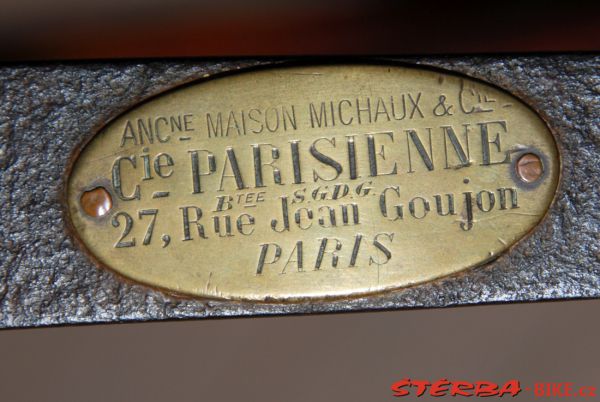 ANCNE MAISON MICHAUX & CIE
Cie PARISIENNE
BTEE S.G.D.G.
27, Rue Jean Goujon
PARIS
STERBA-BIKE.cz